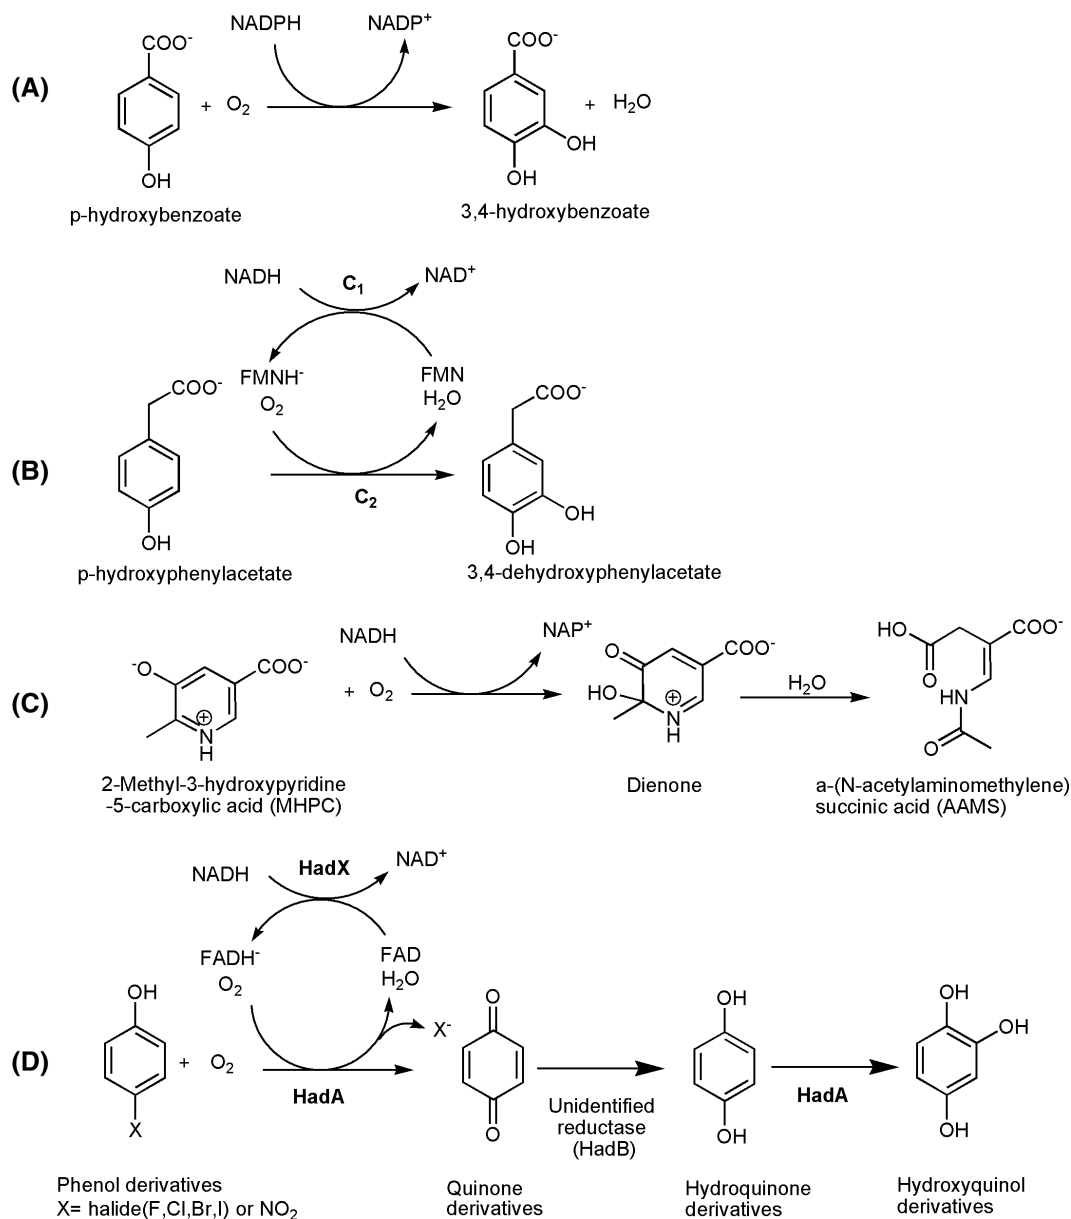 (A)
COO-
OH
+ O2
NADPH
NADP+
COO-
OH
OH
+ H2O
p-hydroxybenzoate
3,4-hydroxybenzoate
(B)
NADH
C1
NAD+
FMNH-
O2
FMN
H2O
C2
COO-
OH
COO-
OH
OH
p-hydroxyphenylacetate
3,4-dehydroxyphenylacetate
(C)
-O
COO-
+
N
H
+ O2
NADH
NAP+
O
HO
COO-
+
N
H
H2O
HO
O
COO-
HN
O
2-Methyl-3-hydroxypyridine
-5-carboxylic acid (MHPC)
Dienone
a-(N-acetylaminomethylene)
succinic acid (AAMS)
(D)
NADH
HadX
NAD+
FADH-
O2
FAD
H2O
X-
OH
X
+ O2
HadA
O
O
Unidentified
reductase
(HadB)
OH
OH
HadA
OH
OH
OH
Phenol derivatives
X= halide(F,Cl,Br,I) or NO2
Quinone
derivatives
Hydroquinone
derivatives
Hydroxyquinol
derivatives